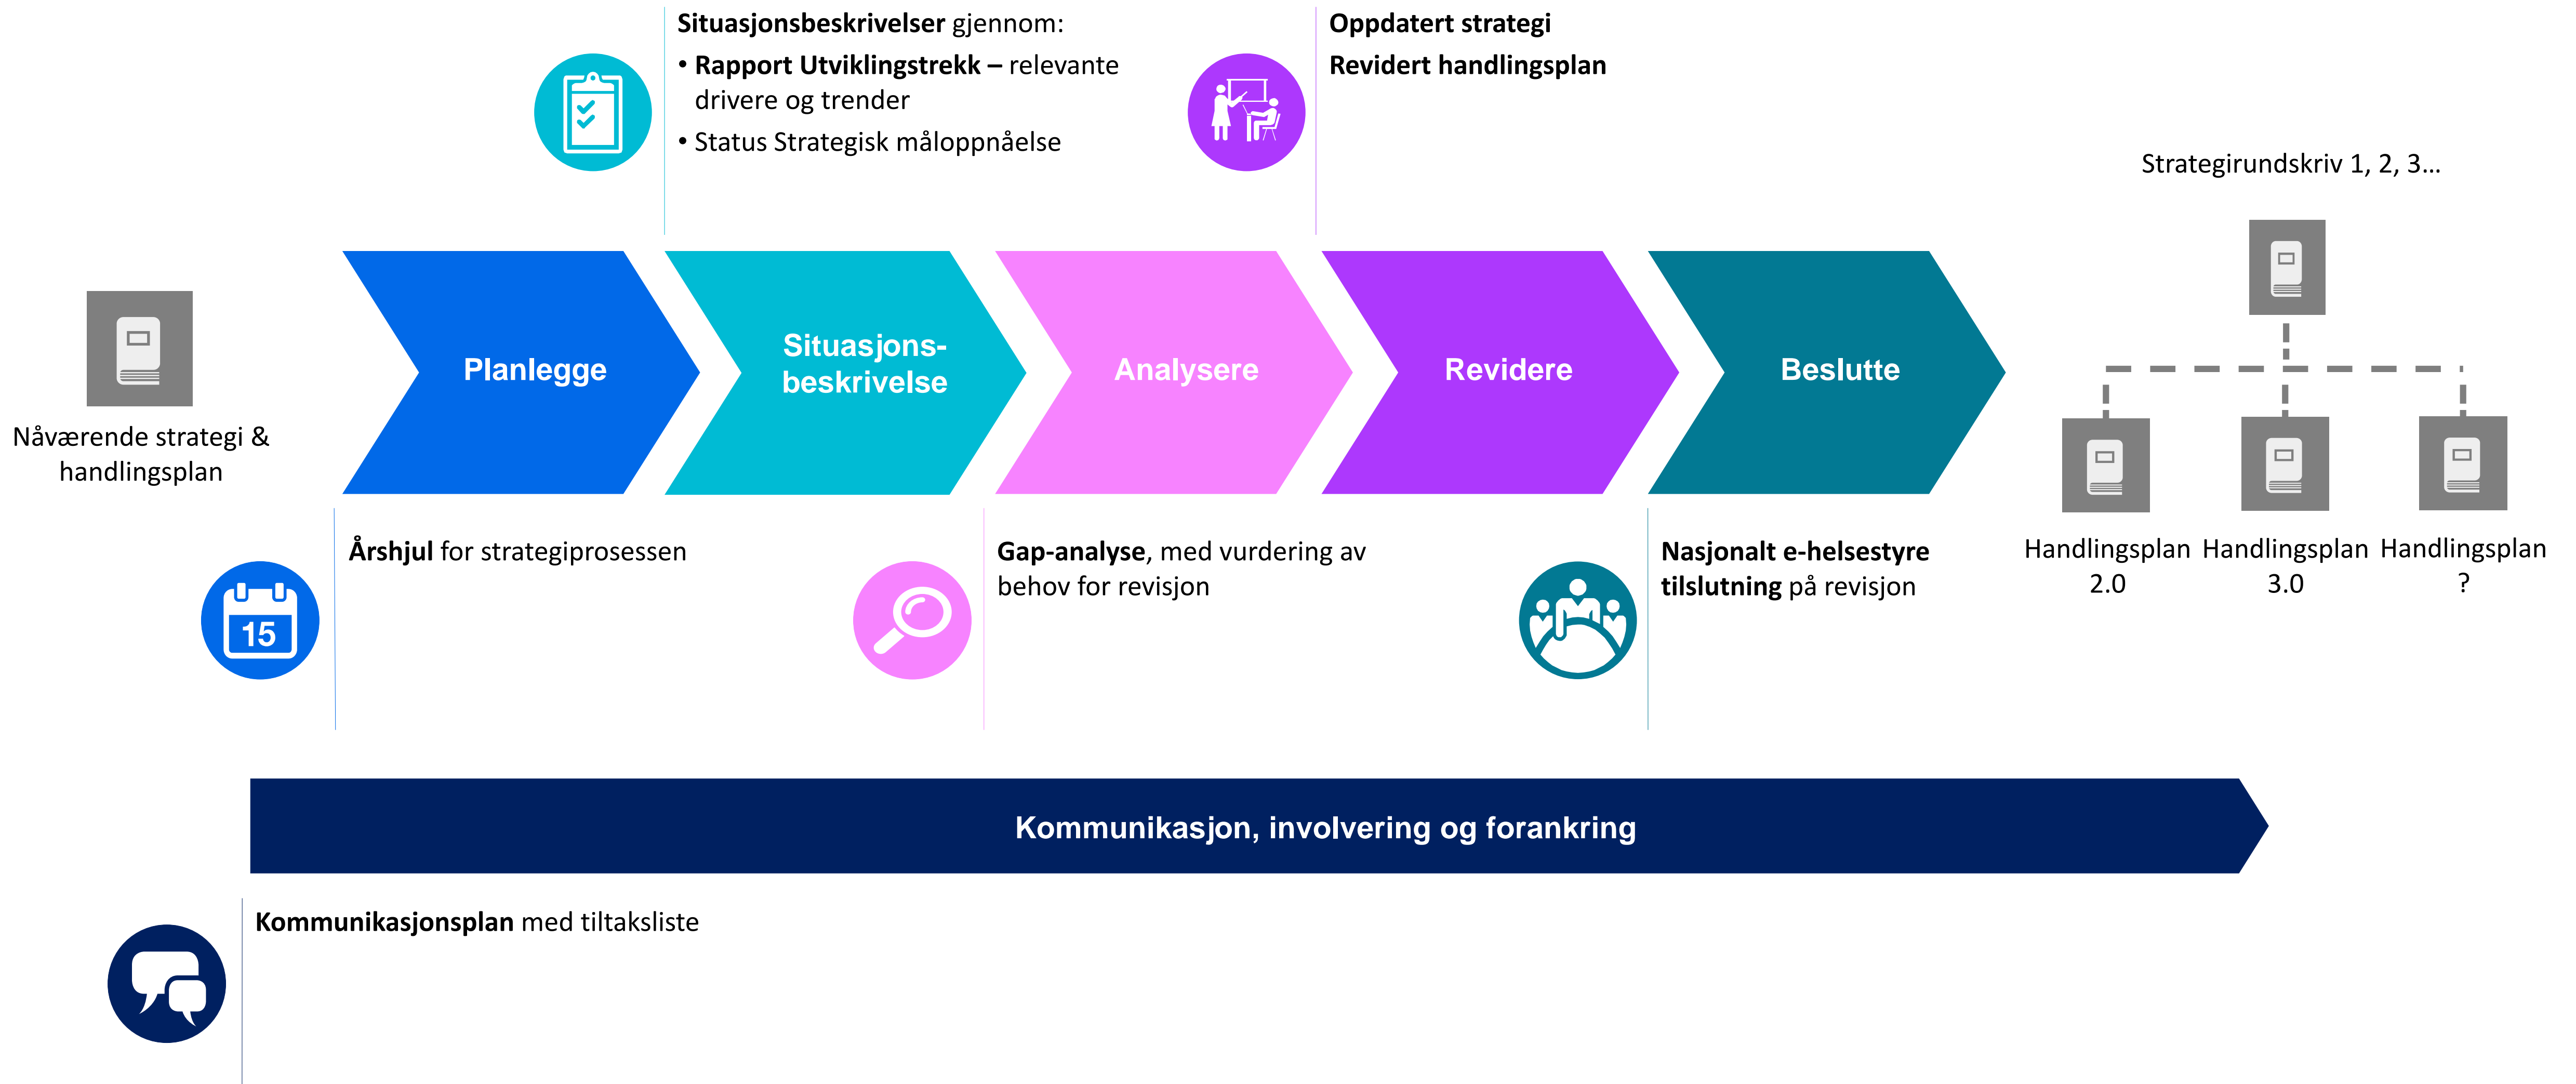 Situasjonsbeskrivelser gjennom:
• Rapport Utviklingstrekk – relevante
drivere og trender
• Status Strategisk måloppnåelse
Oppdatert strategi
Revidert handlingsplan
Strategirundskriv 1, 2, 3...
Nåværende strategi &
handlingsplan
Planlegge
Situasjons-
beskrivelse
Analysere
Revidere
Beslutte
Årshjul for strategiprosessen
15
Gap-analyse, med vurdering av
behov for revisjon
Nasjonalt e-helsestyre
tilslutning på revisjon
Handlingsplan
2.0
Handlingsplan
3.0
Handlingsplan
?
Kommunikasjon, involvering og forankring
Kommunikasjonsplan med tiltaksliste